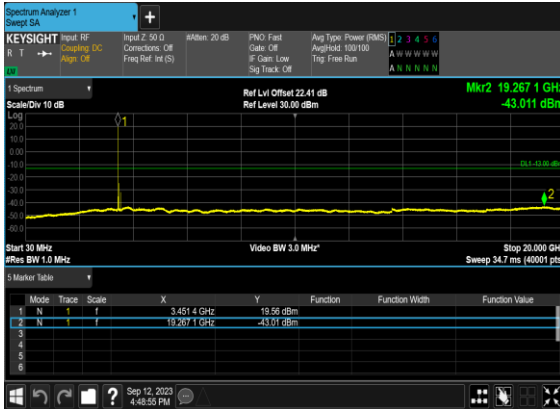 Spectrum Analyzer 1
Swept SA
+
KEYSIGHT Input: RF Input Z: 50 Ω #Atten: 20 dB PNO: Fast Avg Type: Power (RMS) 1 2 3 4 5 6
R T Coupling: DC Corrections: Off Gate: Off Avg|Hold: 100/100 A W W W W W
Align: Off Freq Ref: Int (S) IF Gain: Low Trig: Free Run
Sig Track: Off A N N N N N
1 Spectrum Ref Lvl Offset 22.41 dB Mkr2 19.267 1 GHz
Scale/Div 10 dB Ref Level 30.00 dBm -43.011 dBm
Log
20.0
10.0
0.00
-10.0
-20.0
-30.0
-40.0
-50.0
-60.0
1
DL1 -13.00 dBm
2
Start 30 MHz Video BW 3.0 MHz* Stop 20.000 GHz
#Res BW 1.0 MHz Sweep 34.7 ms (40001 pts)
5 Marker Table
Mode Trace Scale X Y Function Function Width Function Value
1 N 1 f 3.451 4 GHz 19.56 dBm
2 N 1 f 19.267 1 GHz -43.01 dBm
3
4
5
6
? Sep 12, 2023
4:48:55 PM